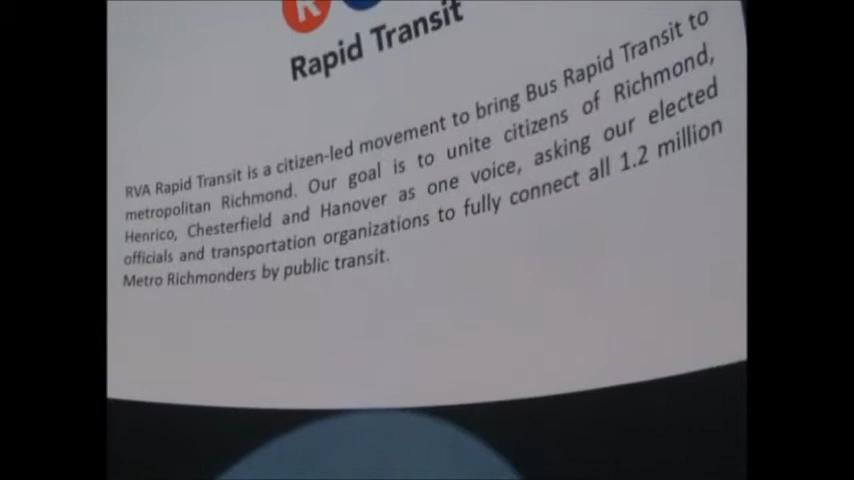 R
Rapid Transit
RVA Rapid Transit is a citizen-led movement to bring Bus Rapid Transit to
metropolitan Richmond. Our goal is to unite citizens of Richmond,
Henrico, Chesterfield and Hanover as one voice, asking our elected
officials and transportation organizations to fully connect all 1.2 million
Metro Richmonders by public transit.